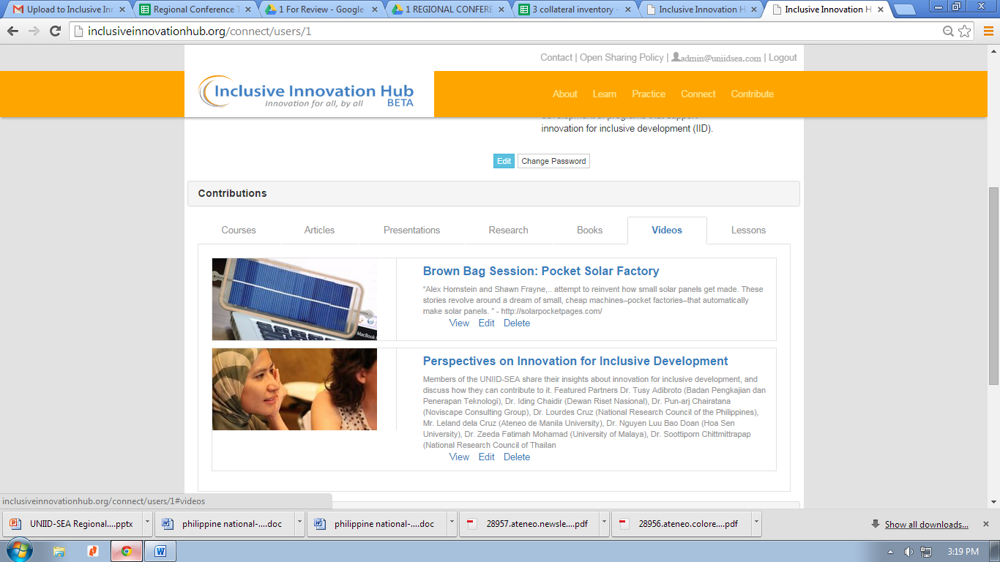 Upload to Inclusive Inn
Regional Conference T
1 For Review - Google
1 REGIONAL CONFERE
3 collateral inventory -
Inclusive Innovation H
Inclusive Innovation H
inclusiveinnovationhub.org/connect/users/1
Contact | Open Sharing Policy | admin@uniidsea.com | Logout
Inclusive Innovation Hub
Innovation for all, by all BETA
About Learn Practice Connect Contribute
development of programs that support
innovation for inclusive development (IID).
Edit Change Password
Contributions
Courses Articles Presentations Research Books Videos Lessons
Brown Bag Session: Pocket Solar Factory
“Alex Hornstein and Shawn Frayne,.. attempt to reinvent how small solar panels get made. These
stories revolve around a dream of small, cheap machines–pocket factories–that automatically
make solar panels. ” - http://solarpocketpages.com/
View Edit Delete
MacBook
Perspectives on Innovation for Inclusive Development
Members of the UNIID-SEA share their insights about innovation for inclusive development, and
discuss how they can contribute to it. Featured Partners Dr. Tusy Adibroto (Badan Pengkajian dan
Penerapan Teknologi), Dr. Iding Chaidir (Dewan Riset Nasional), Dr. Pun-arj Chairatana
(Noviscape Consulting Group), Dr. Lourdes Cruz (National Research Council of the Philippines),
Mr. Leland dela Cruz (Ateneo de Manila University), Dr. Nguyen Luu Bao Doan (Hoa Sen
University), Dr. Zeeda Fatimah Mohamad (University of Malaya), Dr. Soottiporn Chittmittrapap
(National Research Council of Thailan
View Edit Delete
inclusiveinnovationhub.org/connect/users/1#videos
UNIID-SEA Regional....pptx
philippine national-....doc
philippine national-....doc
28957.ateneo.newsle....pdf
28956.ateneo.colore....pdf
Show all downloads...
3:19 PM